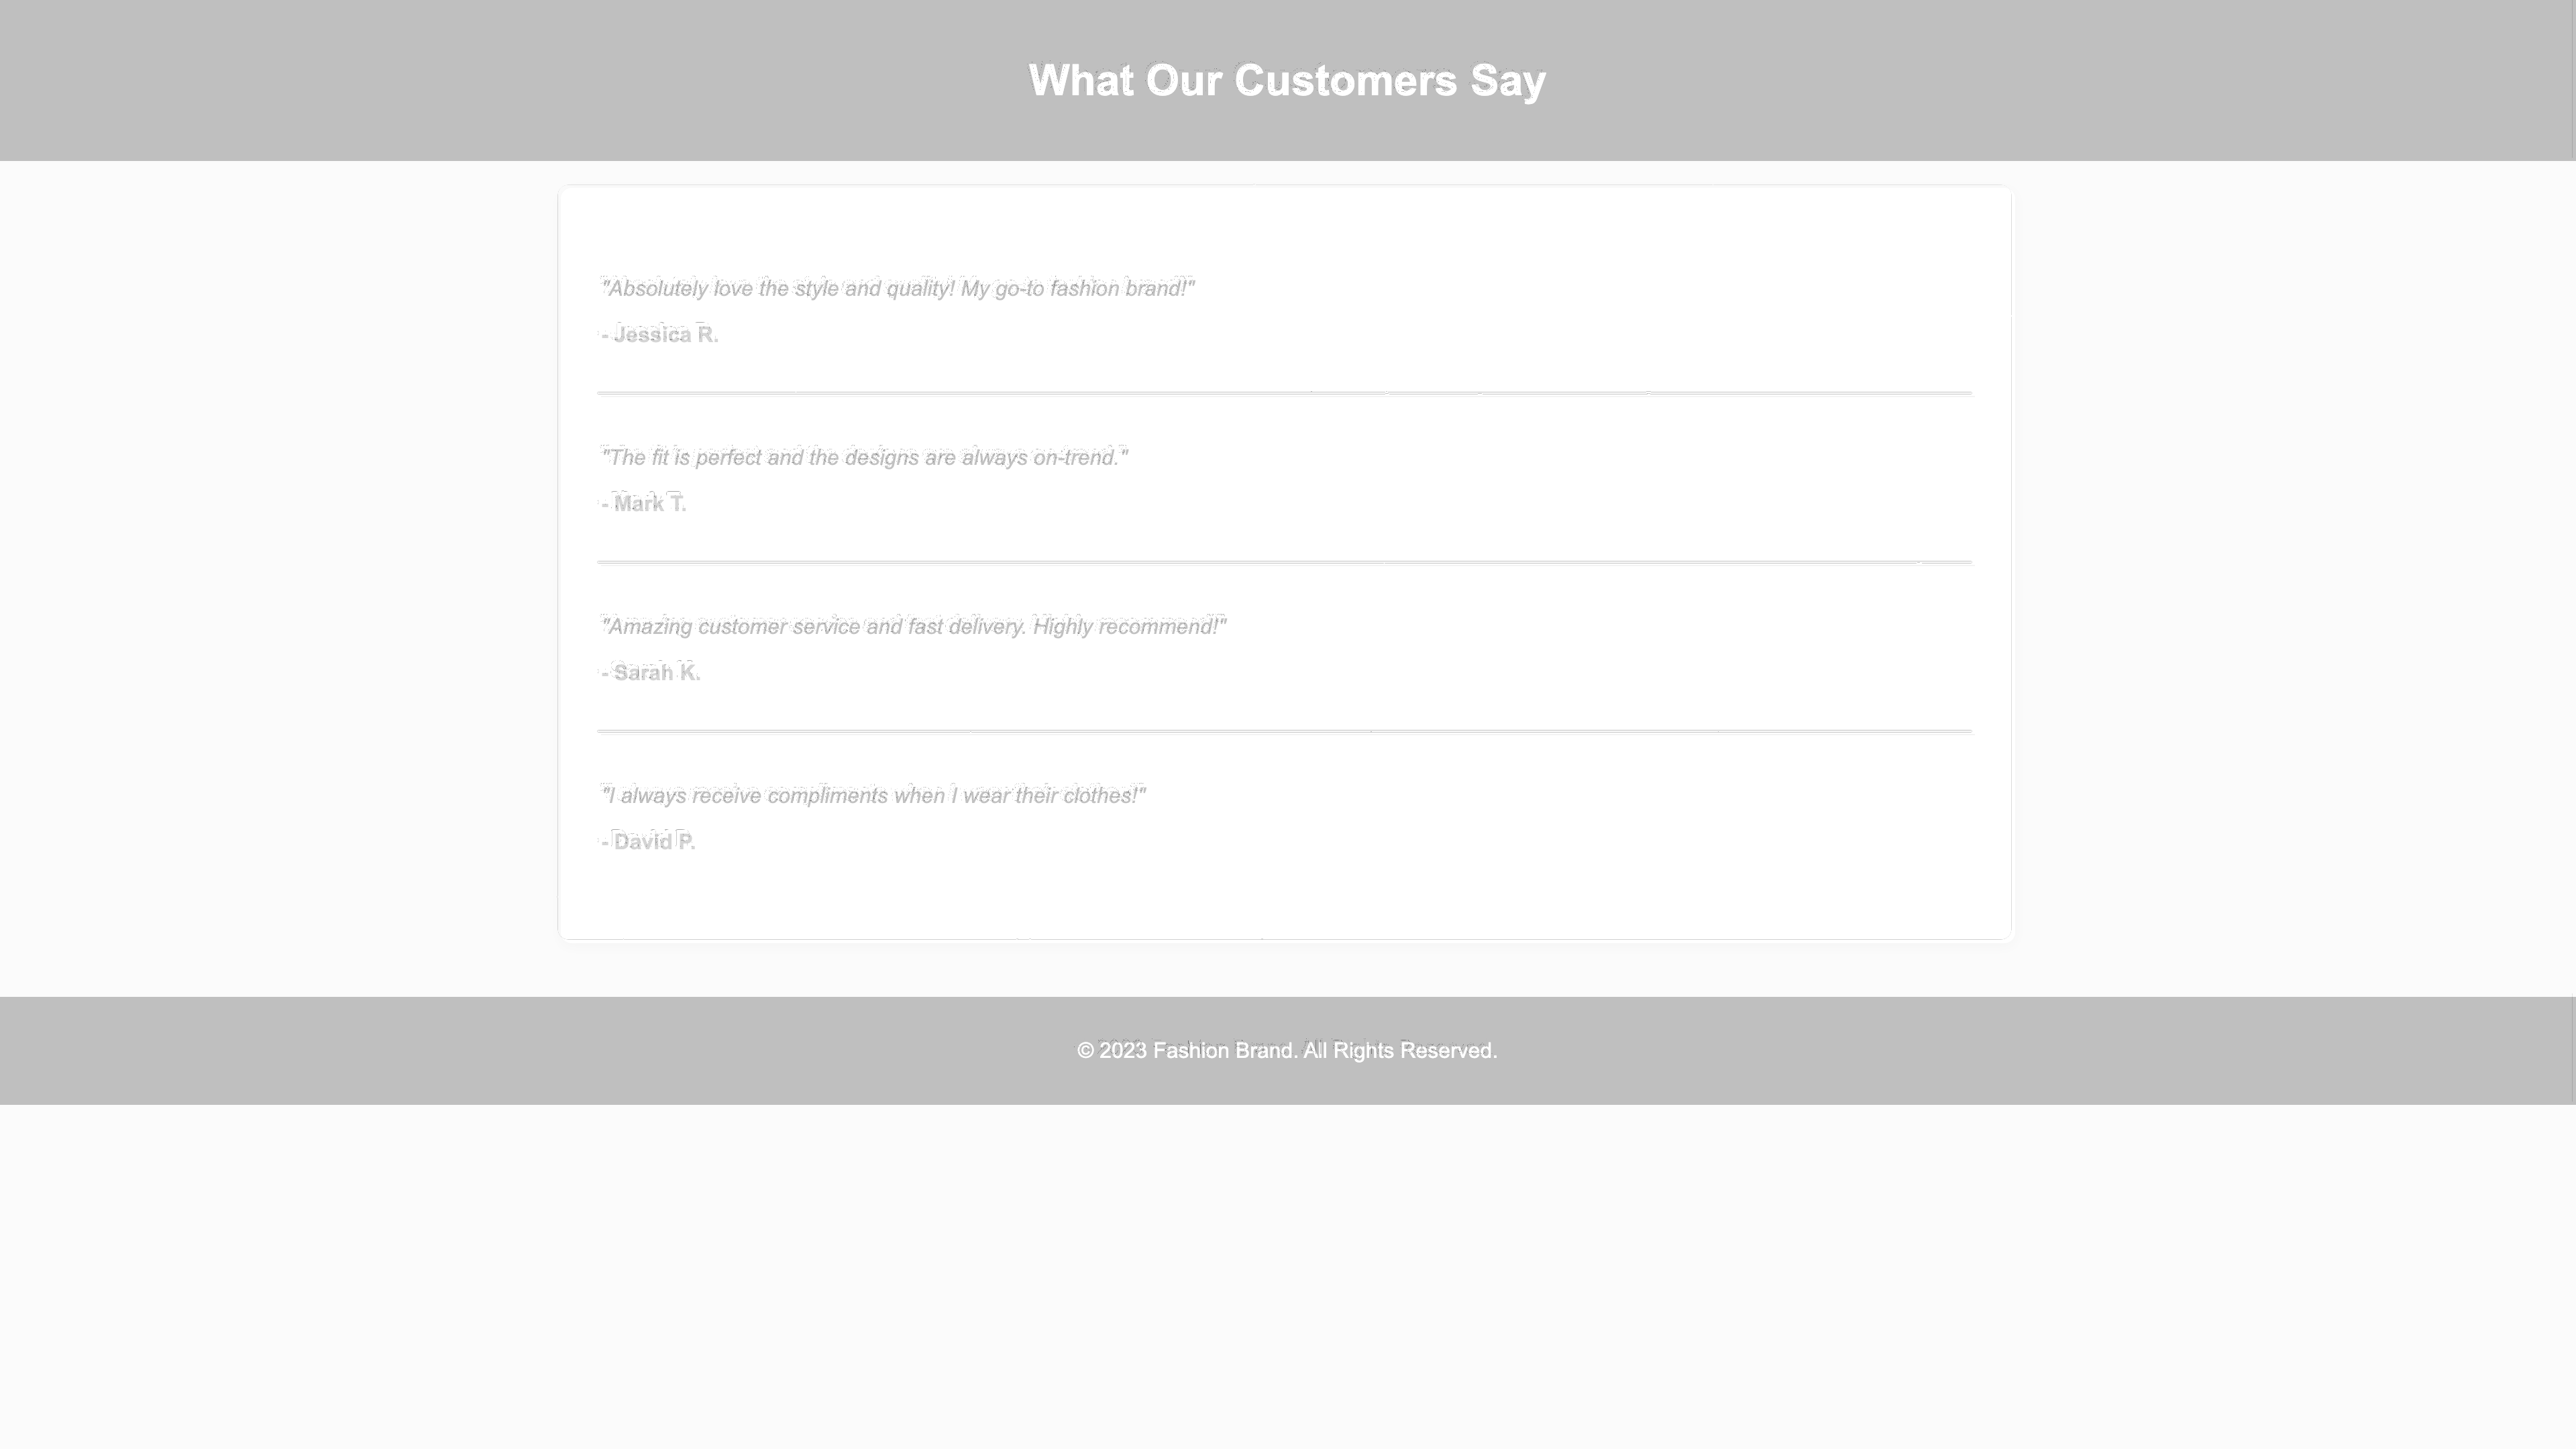 What Our Customers Say
"Absolutely love the style and quality! My go-to fashion brand!"
- Jessica R.
"The fit is perfect and the designs are always on-trend."
- Mark T.
"Amazing customer service and fast delivery. Highly recommend!"
- Sarah K.
"I always receive compliments when I wear their clothes!"
- David P.
© 2023 Fashion Brand. All Rights Reserved.